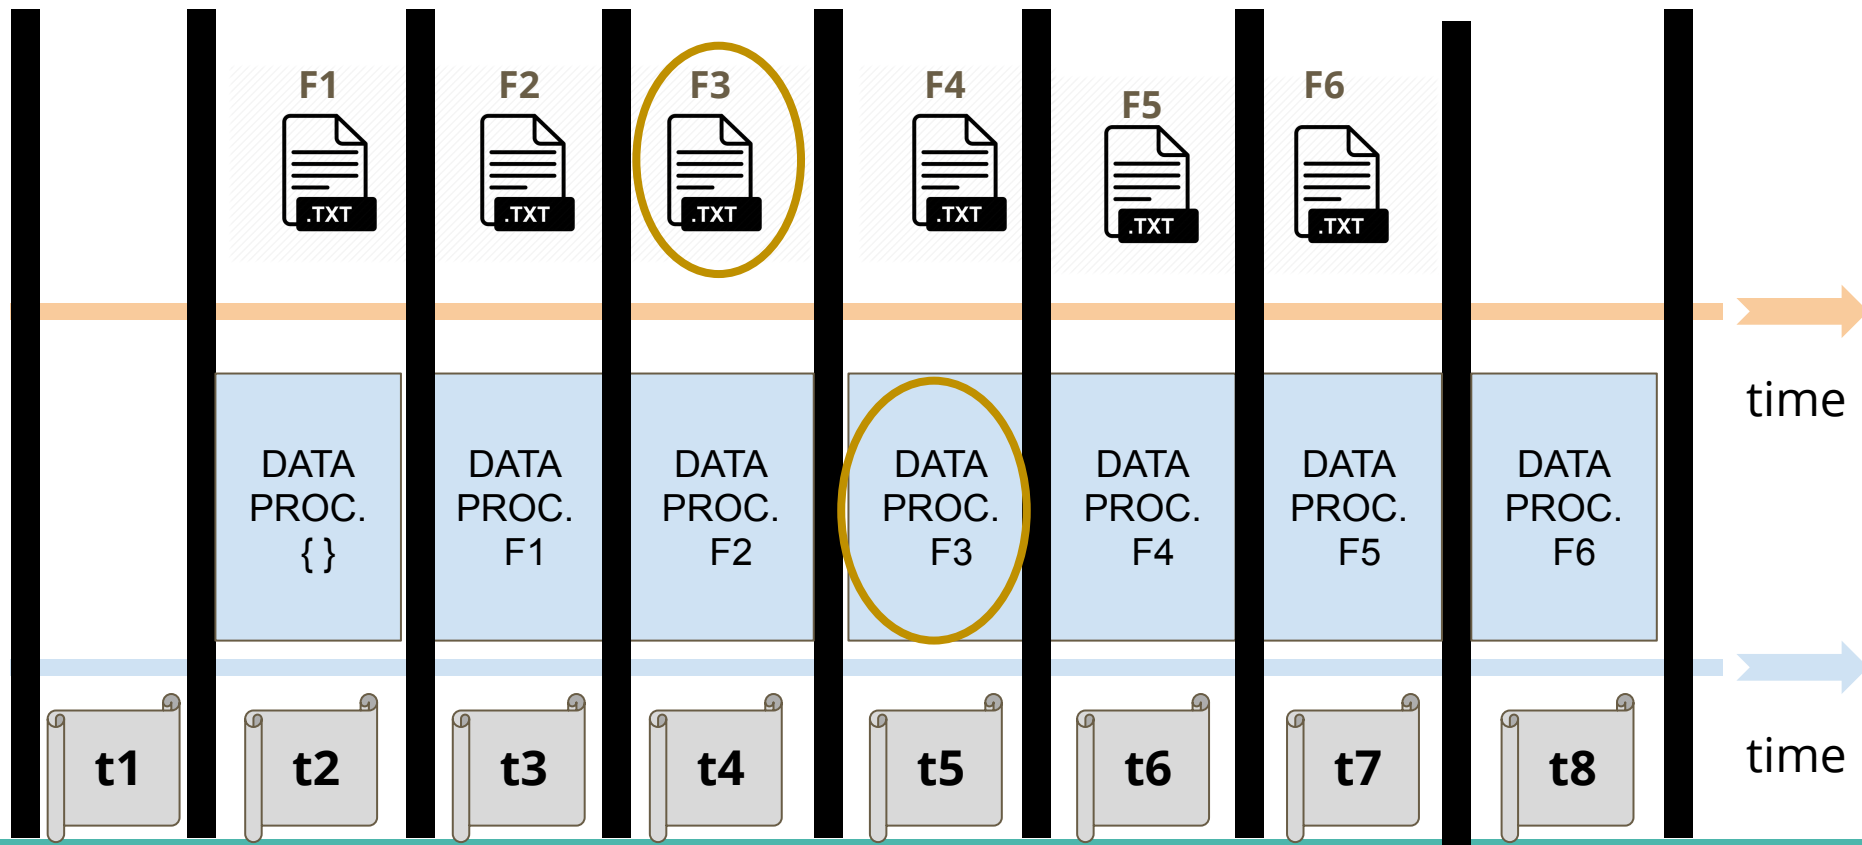 F1 F2 F3 F4 F5 F6
.TXT .TXT .TXT .TXT .TXT .TXT
time
DATA PROC. { }
DATA PROC. F1
DATA PROC. F2
DATA PROC. F3
DATA PROC. F4
DATA PROC. F5
DATA PROC. F6
t1 t2 t3 t4 t5 t6 t7 t8
time